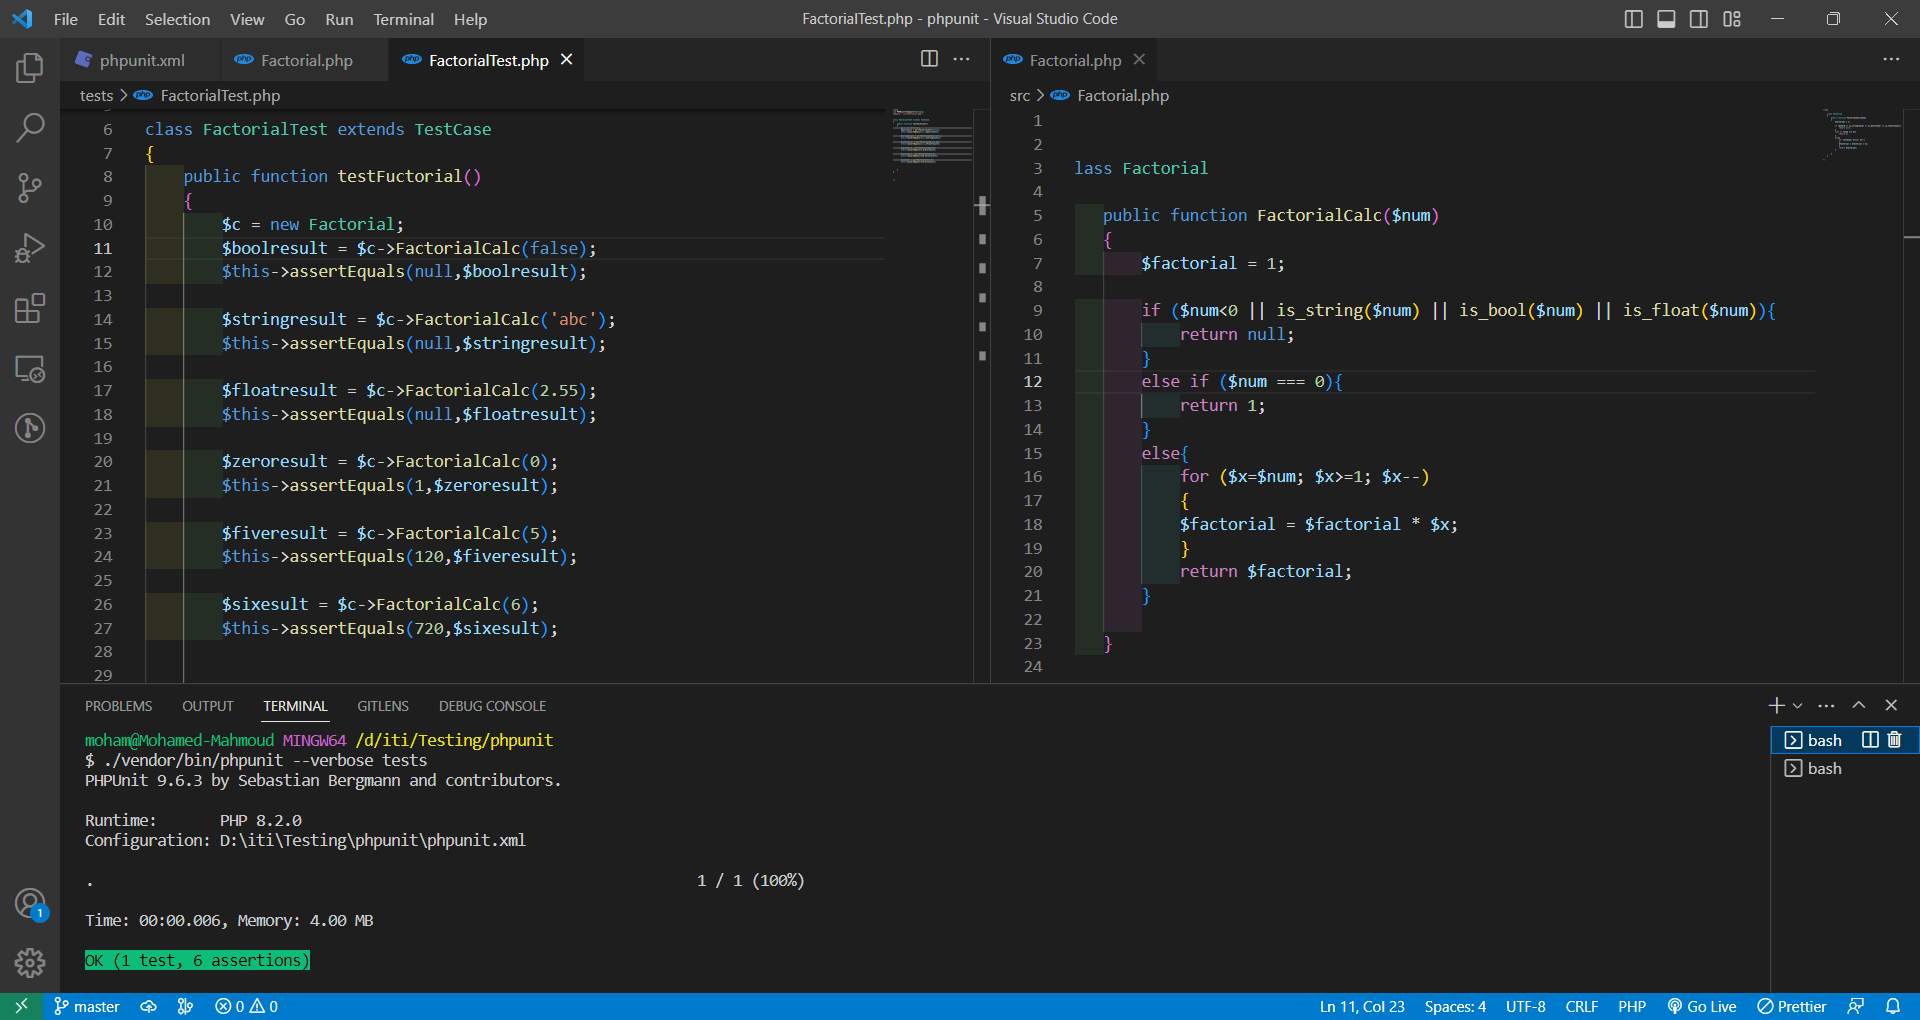 File Edit Selection View Go Run Terminal Help
FactorialTest.php - phpunit - Visual Studio Code
phpunit.xml
Factorial.php
FactorialTest.php
tests > FactorialTest.php
6 class FactorialTest extends TestCase
7 {
8 public function testFuctorial()
9 {
10 $c = new Factorial;
11 $boolresult = $c->FactorialCalc(false);
12 $this->assertEquals(null,$boolresult);
13
14 $stringresult = $c->FactorialCalc('abc');
15 $this->assertEquals(null,$stringresult);
16
17 $floatresult = $c->FactorialCalc(2.55);
18 $this->assertEquals(null,$floatresult);
19
20 $zeroresult = $c->FactorialCalc(0);
21 $this->assertEquals(1,$zeroresult);
22
23 $fiveresult = $c->FactorialCalc(5);
24 $this->assertEquals(120,$fiveresult);
25
26 $sixesult = $c->FactorialCalc(6);
27 $this->assertEquals(720,$sixesult);
28
29
Factorial.php
src > Factorial.php
1
2
3 lass Factorial
4
5 public function FactorialCalc($num)
6 {
7 $factorial = 1;
8
9 if ($num<0 || is_string($num) || is_bool($num) || is_float($num)){
10 return null;
11 }
12 else if ($num === 0){
13 return 1;
14 }
15 else{
16 for ($x=$num; $x>=1; $x--)
17 {
18 $factorial = $factorial * $x;
19 }
20 return $factorial;
21 }
22
23 }
24
PROBLEMS OUTPUT TERMINAL GITLENS DEBUG CONSOLE
moham@Mohamed-Mahmoud MINGW64 /d/iti/Testing/phpunit
$ ./vendor/bin/phpunit --verbose tests
PHPUnit 9.6.3 by Sebastian Bergmann and contributors.
Runtime: PHP 8.2.0
Configuration: D:\iti\Testing\phpunit\phpunit.xml
. 1 / 1 (100%)
Time: 00:00.006, Memory: 4.00 MB
OK (1 test, 6 assertions)
bash
bash
1
master 0 0 Ln 11, Col 23 Spaces: 4 UTF-8 CRLF PHP Go Live Prettier